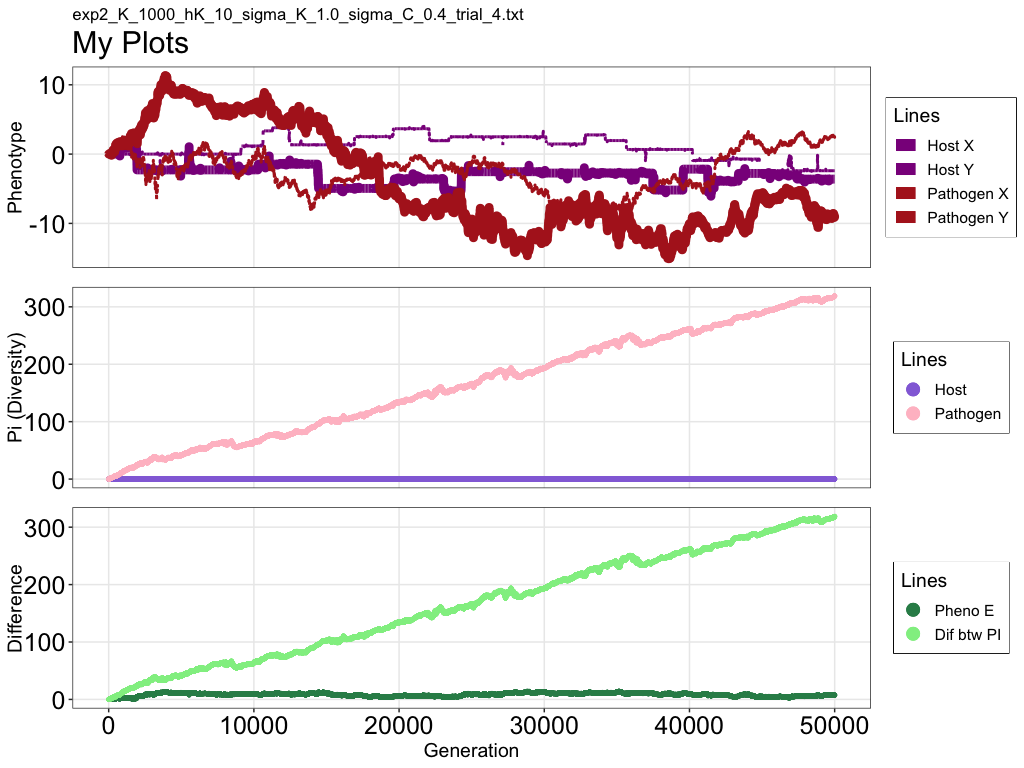 exp2_K_1000_hK_10_sigma_K_1.0_sigma_C_0.4_trial_4.txt
My Plots
Phenotype
10
0
-10
Lines
Host X
Host Y
Pathogen X
Pathogen Y
Pi (Diversity)
300
200
100
0
Lines
Host
Pathogen
Difference
300
200
100
0
Lines
Pheno E
Dif btw PI
0 10000 20000 30000 40000 50000
Generation